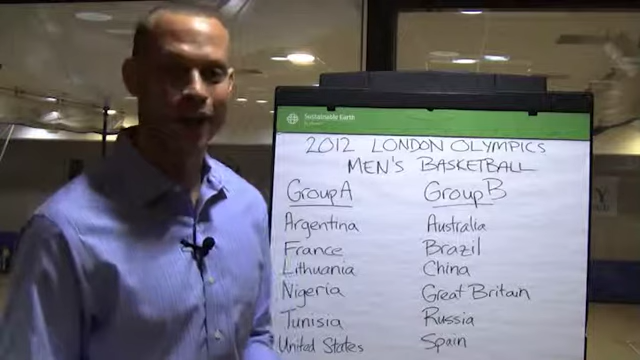 Sustainable Earth
2012 LONDON OLYMPICS
MEN'S BASKETBALL
Group A
Group B
Argentina
Australia
France
Brazil
Lithuania
China
Nigeria
Great Britain
Tunisia
Russia
United States
Spain